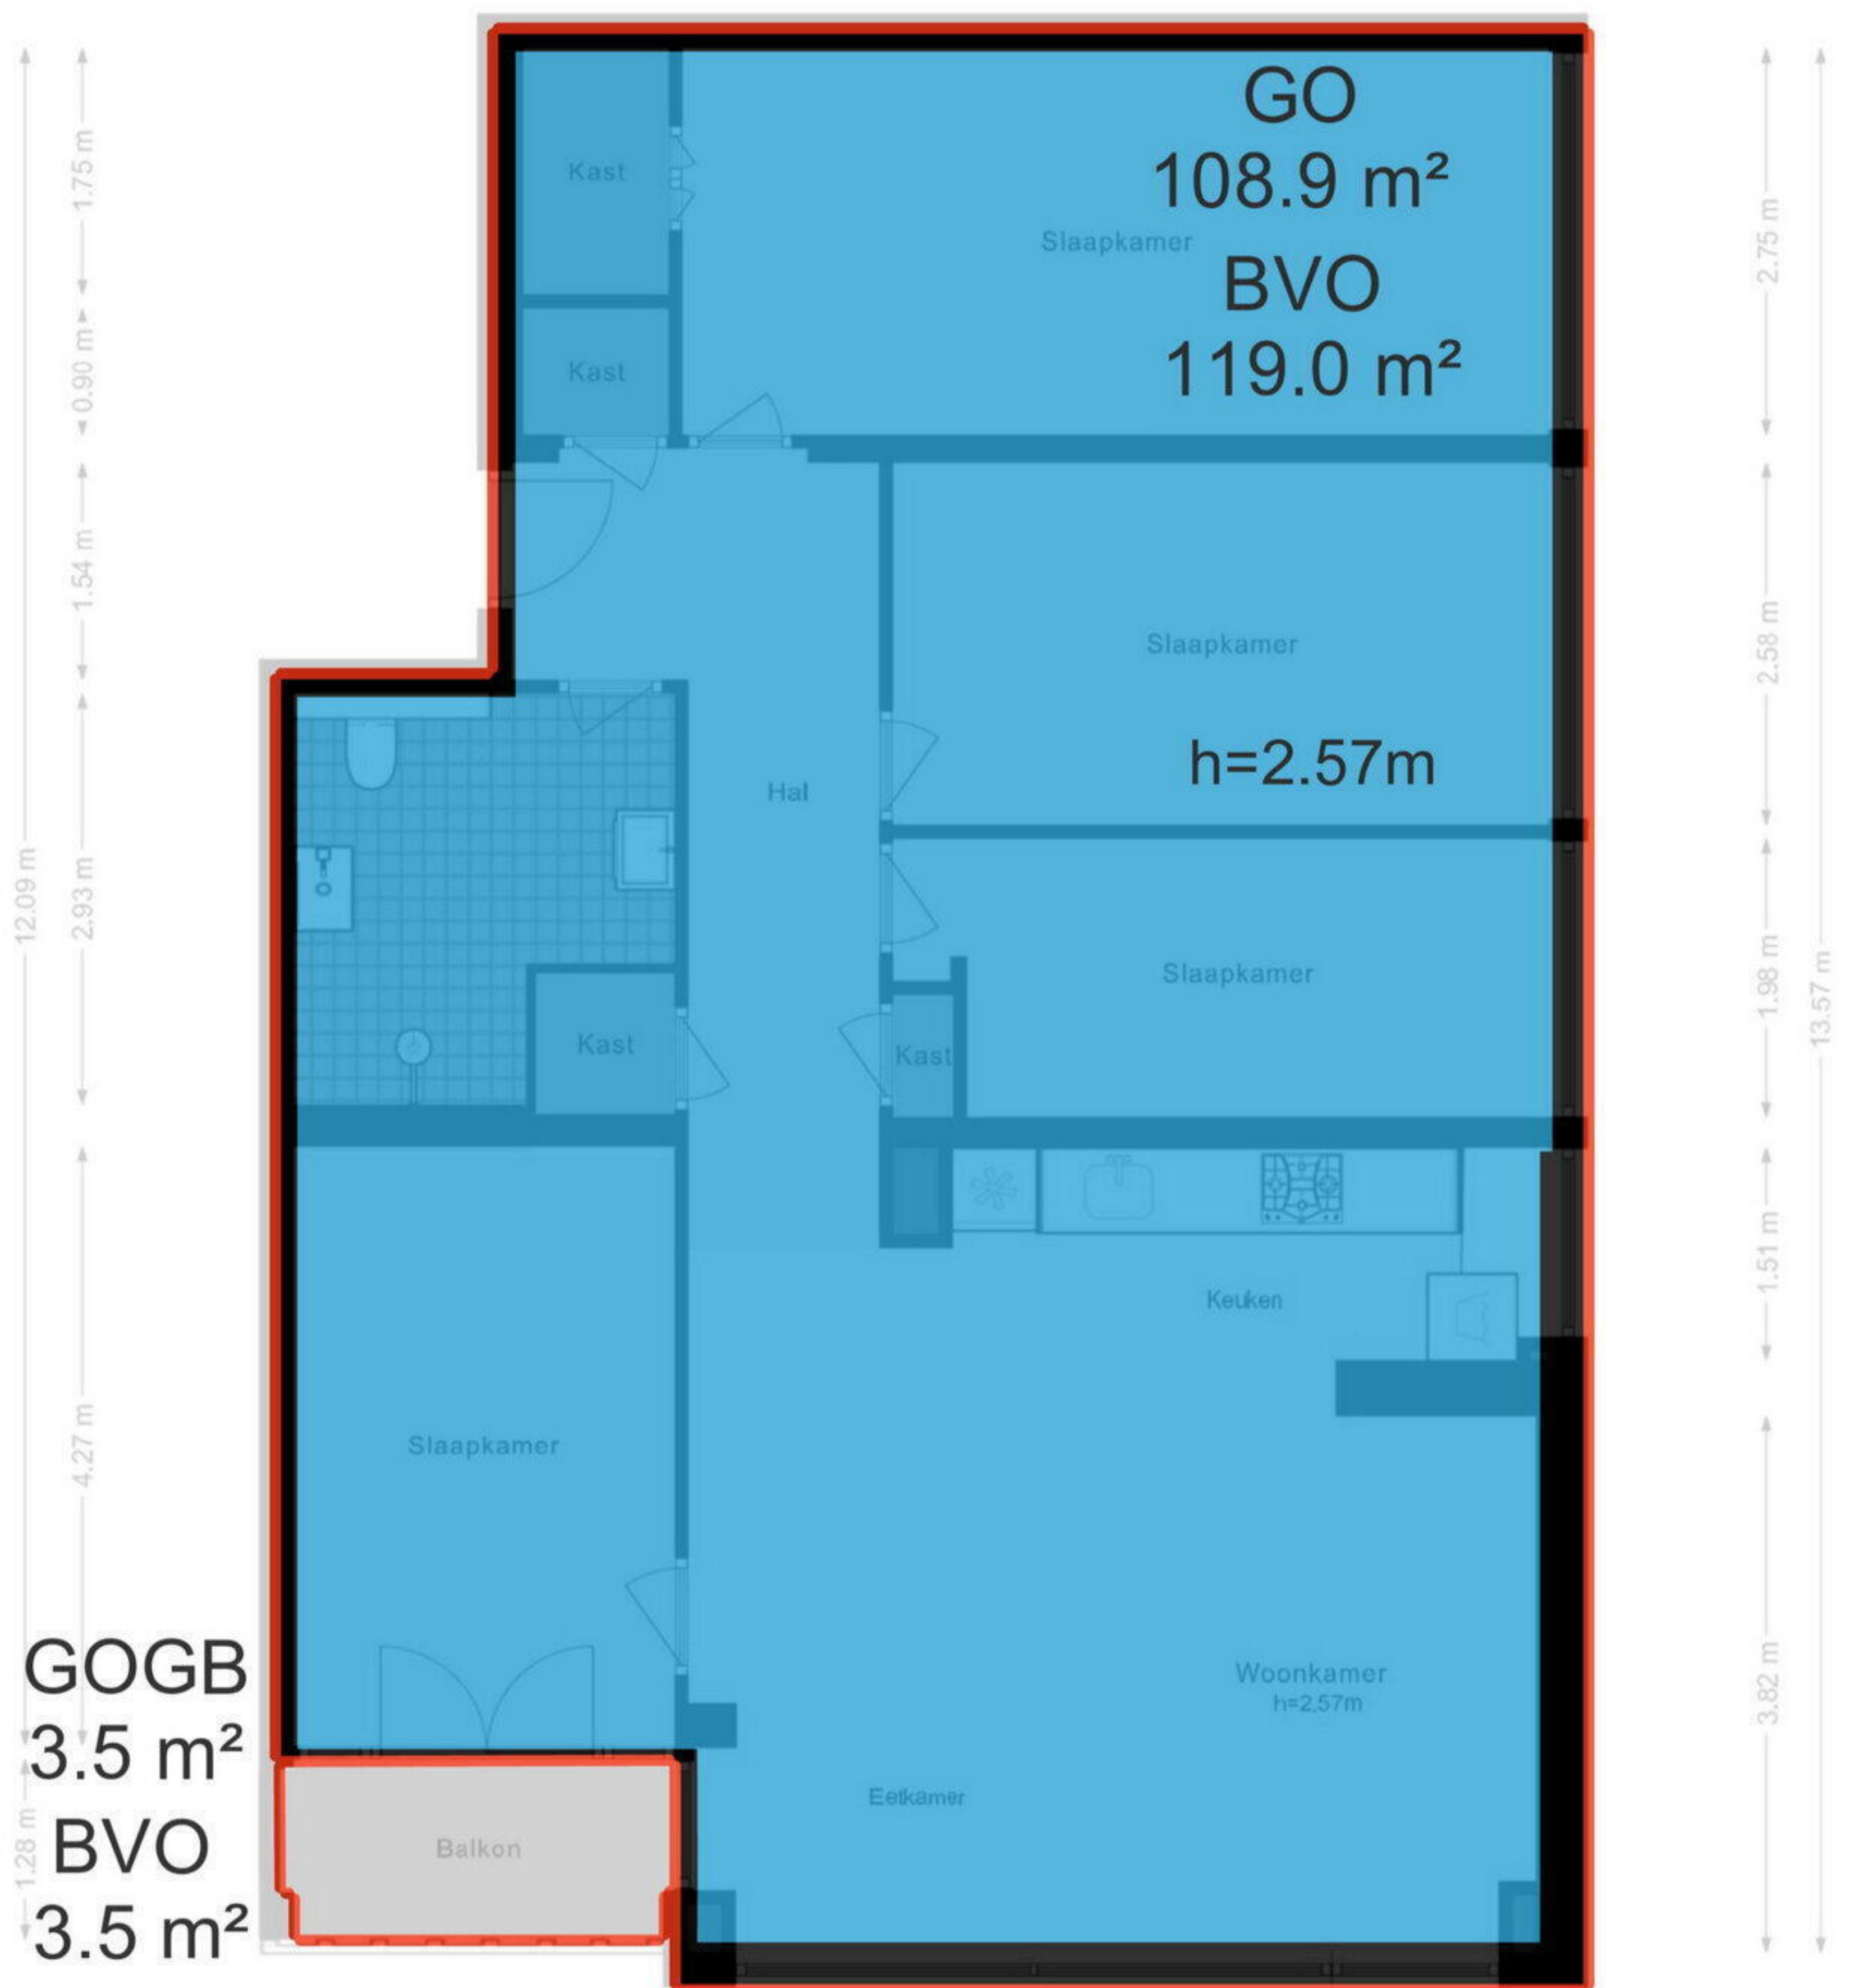 GO
108.9 m²
Slaapkamer
BVO
119.0 m²
Kast
Kast
Slaapkamer
h=2.57m
Hal
Slaapkamer
Kast
Kast
Keuken
Slaapkamer
Woonkamer
h=2.57m
Eetkamer
Balkon
GOGB
3.5 m²
BVO
3.5 m²
12.09 m
1.28 m
1.75 m
0.90 m
1.54 m
2.93 m
4.27 m
2.75 m
2.58 m
1.98 m
1.51 m
3.82 m
13.57 m